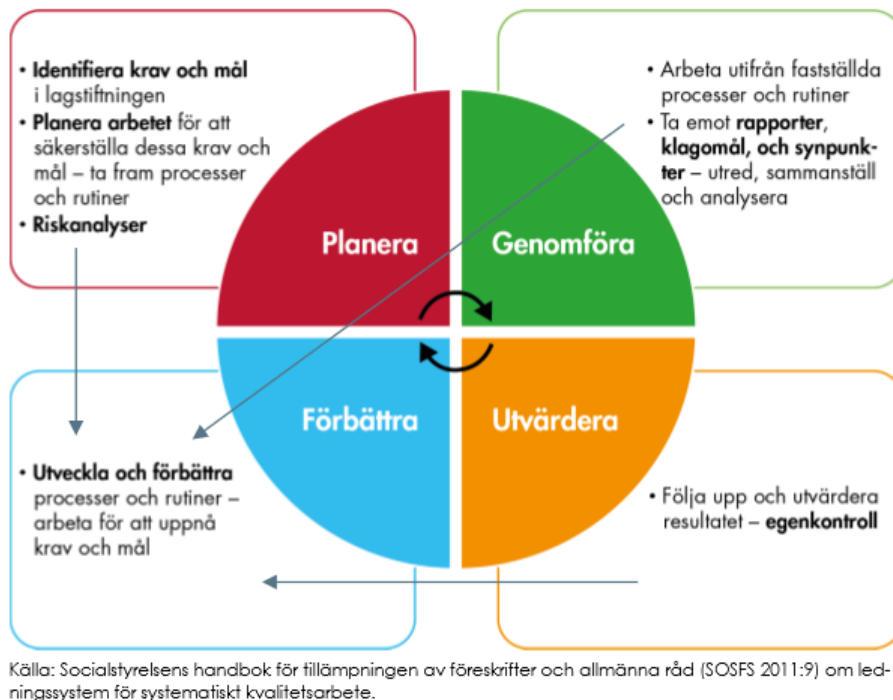 • Identifiera krav och mål
i lagstiftningen
• Planera arbetet för att
säkerställa dessa krav och
mål – ta fram processer
och rutiner
• Riskanalyser
• Arbeta utifrån fastställda
processer och rutiner
• Ta emot rapporter,
klagomål, och synpunk-
ter – utred, sammanställ
och analysera
Planera
Genomföra
Förbättra
Utvärdera
• Utveckla och förbättra
processer och rutiner –
arbeta för att uppnå
krav och mål
• Följa upp och utvärdera
resultatet – egenkontroll
Källa: Socialstyrelsens handbok för tillämpningen av föreskrifter och allmänna råd (SOSFS 2011:9) om led-
ningssystem för systematiskt kvalitetsarbete.